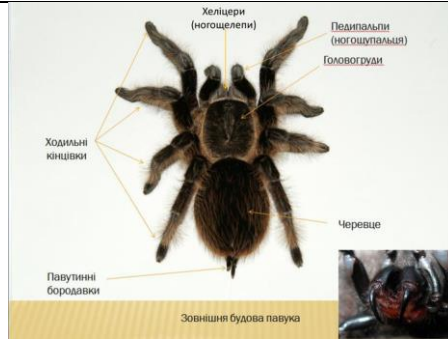 Хеліцери
(ногощелепи)
Педипальпи
(ногощупальця)
Головогруди
Ходильні
кінцівки
Черевце
Павутинні
бородавки
Зовнішня будова павука